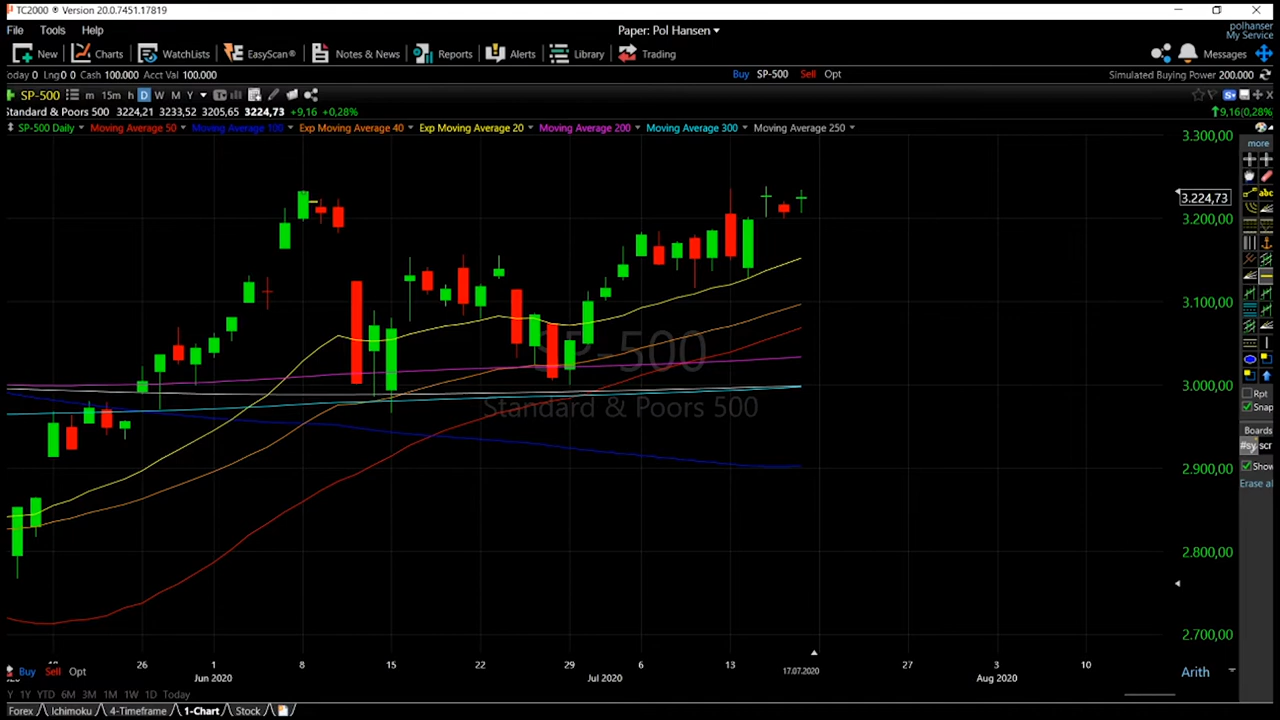 TC2000 ® Version 20.0.7451.17819
File Tools Help
Paper: Pol Hansen
polhanser
My Service
New Charts WatchLists EasyScan® Notes & News Reports Alerts Library Trading
Messages
Today 0 Lng0 0 Cash 100.000 Acct Val 100.000
Buy SP-500 Sell Opt
Simulated Buying Power 200.000
SP-500 m 15m h D W M Y
Standard & Poors 500 3224,21 3233,52 3205,65 3224,73 +9,16 +0,28%
9,16(0,28%
SP-500 Daily Moving Average 50 Moving Average 100 Exp Moving Average 40 Exp Moving Average 20 Moving Average 200 Moving Average 300 Moving Average 250
3.300,00
more
abc
3.224,73
3.200,00
3.100,00
SP-500
Standard & Poors 500
3.000,00
Rpt
Snap
Boards
#sy scr
Show
Erase al
2.900,00
2.800,00
2.700,00
26 1 8 15 22 29 6 13 17.07.2020 27 3 10
Jun 2020 Jul 2020 Aug 2020
Buy Sell Opt
Arith
Y 1Y YTD 6M 3M 1M 1W 1D Today
Forex Ichimoku 4-Timeframe 1-Chart Stock